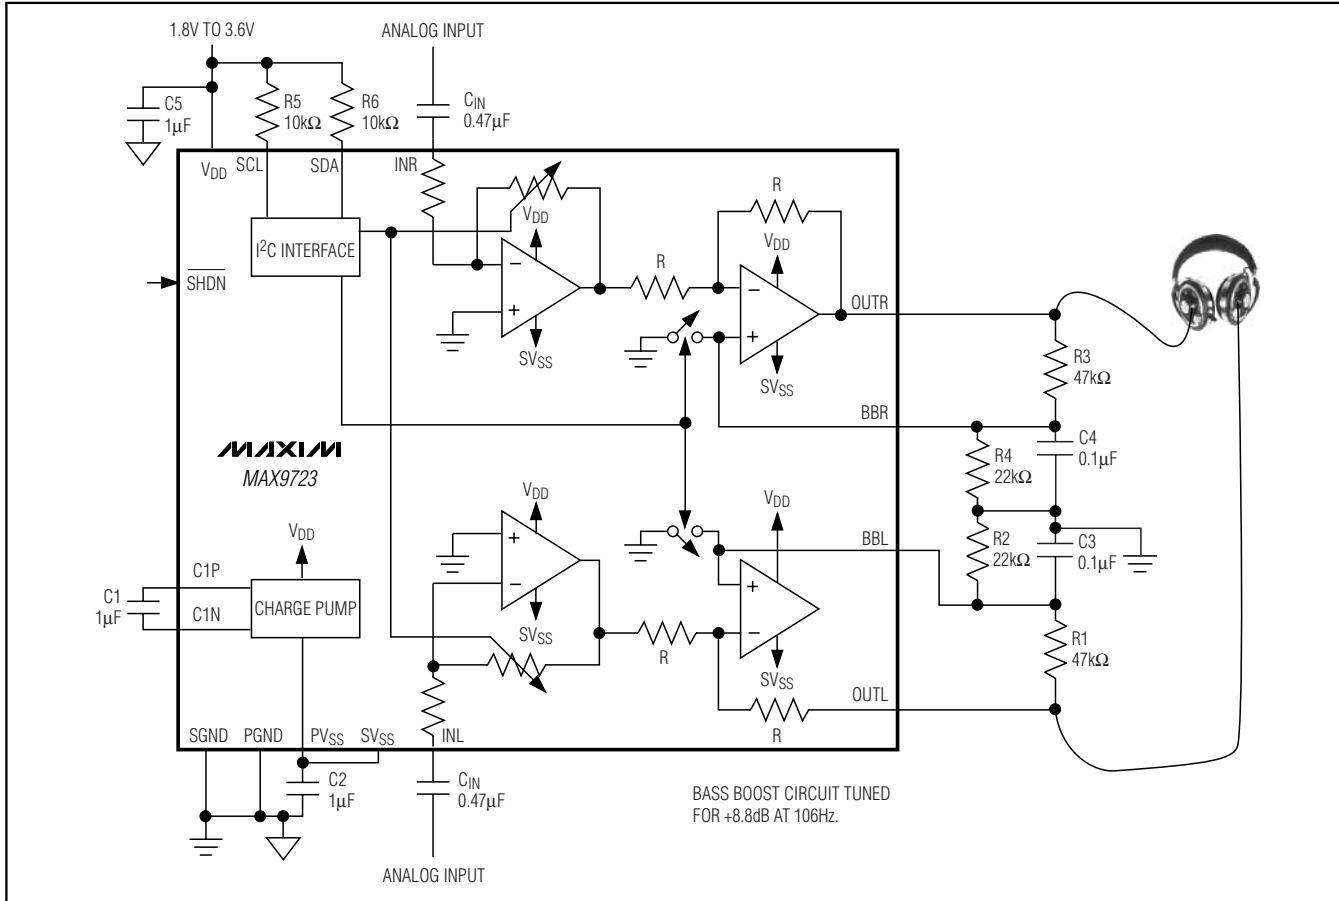 1.8V TO 3.6V
ANALOG INPUT
C5
1μF
R5
10kΩ
R6
10kΩ
CIN
0.47μF
VDD
SCL
SDA
INR
I2C INTERFACE
SHDN
VDD
−
+
SVSS
R
R
VDD
−
+
SVSS
OUTR
R3
47kΩ
BBR
C4
0.1μF
R4
22kΩ
MAXIM
MAX9723
VDD
+
−
SVSS
VDD
BBL
R2
22kΩ
C3
0.1μF
+
−
SVSS
R
R
OUTL
R1
47kΩ
VDD
C1P
C1N
C1
1μF
CHARGE PUMP
SGND
PGND
PVSS
SVSS
INL
C2
1μF
CIN
0.47μF
ANALOG INPUT
BASS BOOST CIRCUIT TUNED
FOR +8.8dB AT 106Hz.